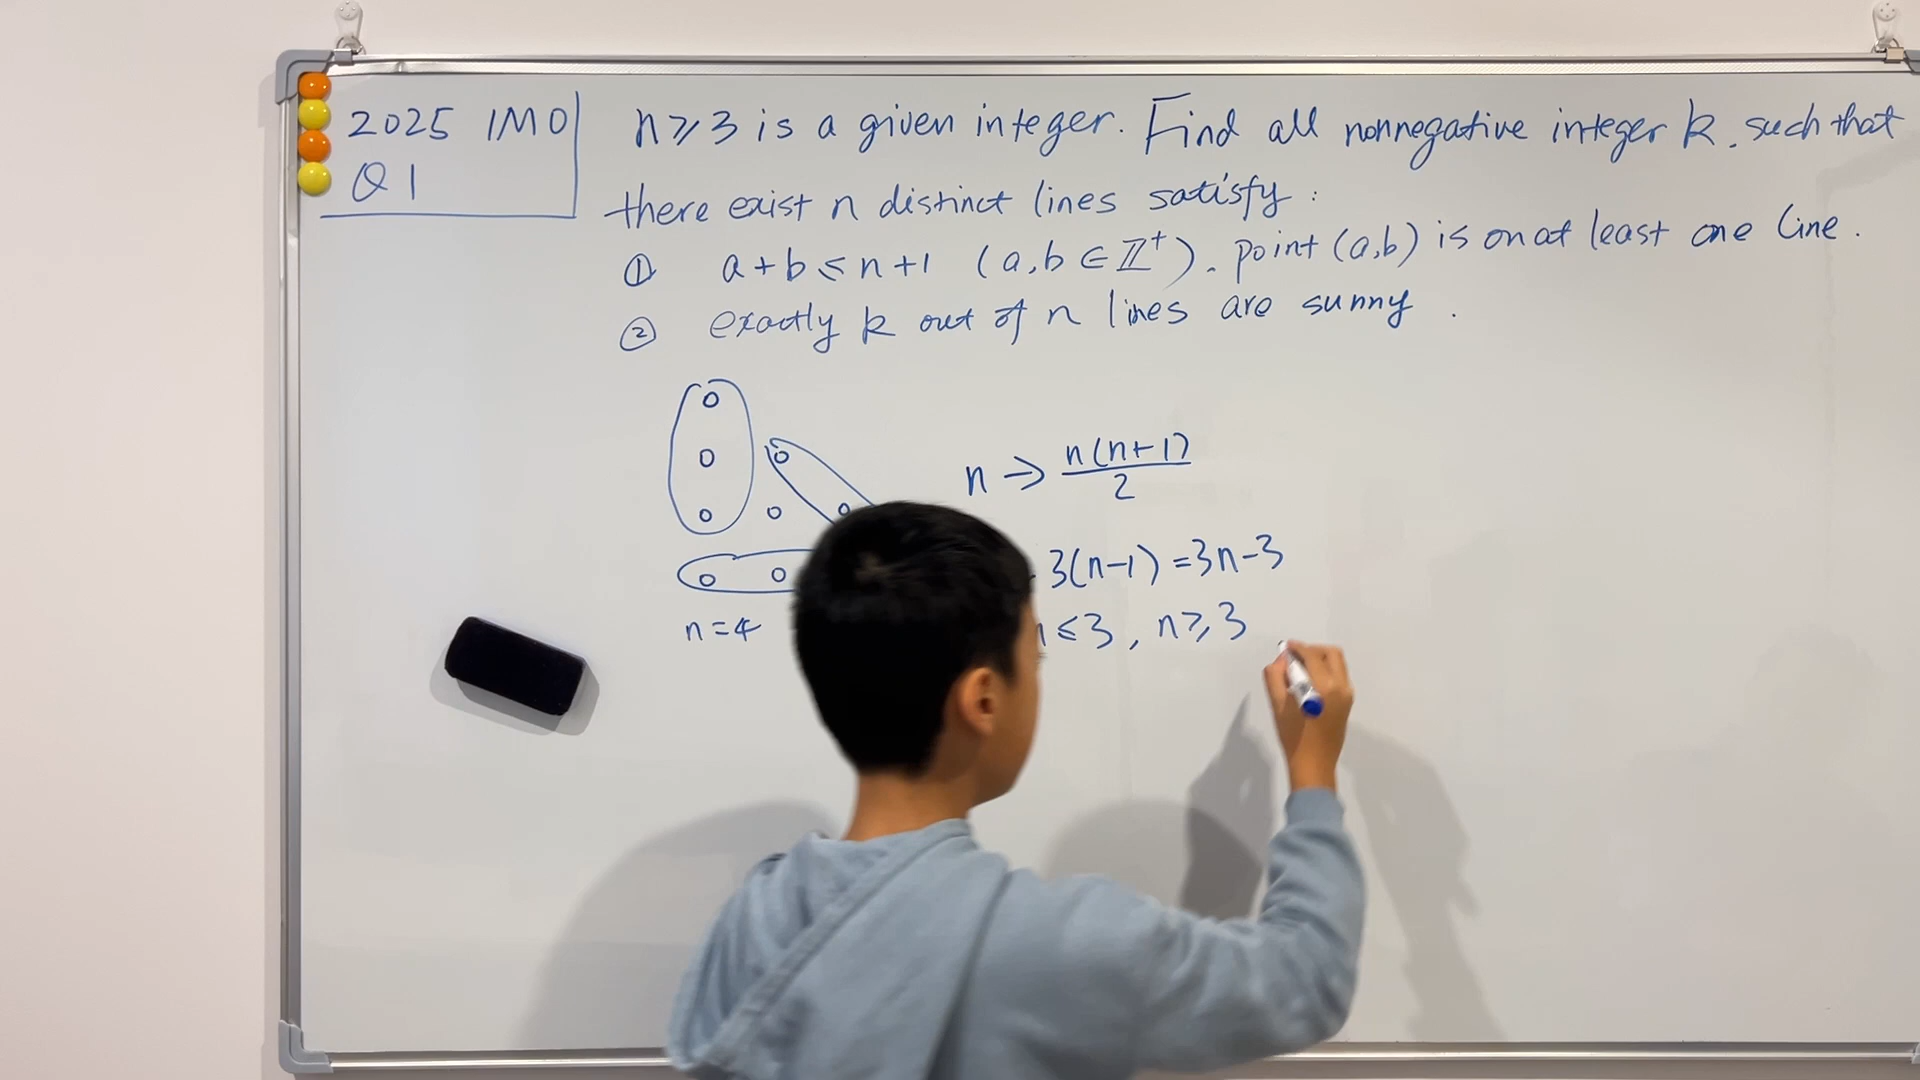 2025 IMO
Q1
n ≥ 3 is a given integer. Find all nonnegative integer k. such that
there exist n distinct lines satisfy :
① a + b ≤ n + 1 (a, b ∈ ℤ⁺). point (a,b) is on at least one line.
② exactly k out of n lines are sunny.
n → n(n+1)/2
3(n-1) = 3n-3
≤ 3, n ≥ 3
n = 4